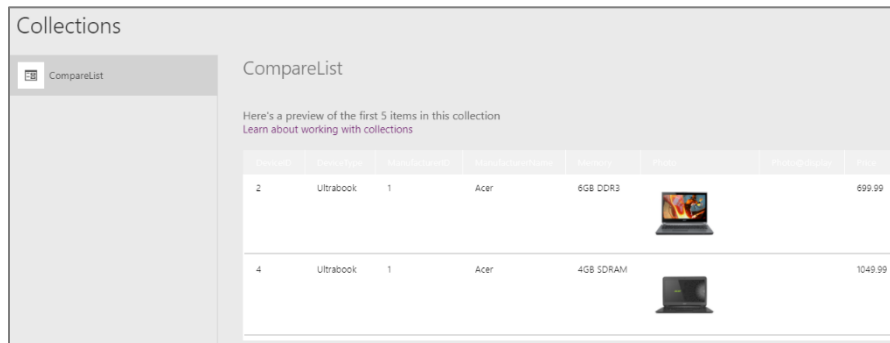 Collections
CompareList
CompareList
Here's a preview of the first 5 items in this collection
Learn about working with collections
DeviceID DeviceType ManufacturerID ManufacturerName Memory Photo Price
2 Ultrabook 1 Acer 6GB DDR3 699.99
4 Ultrabook 1 Acer 4GB SDRAM 1049.99